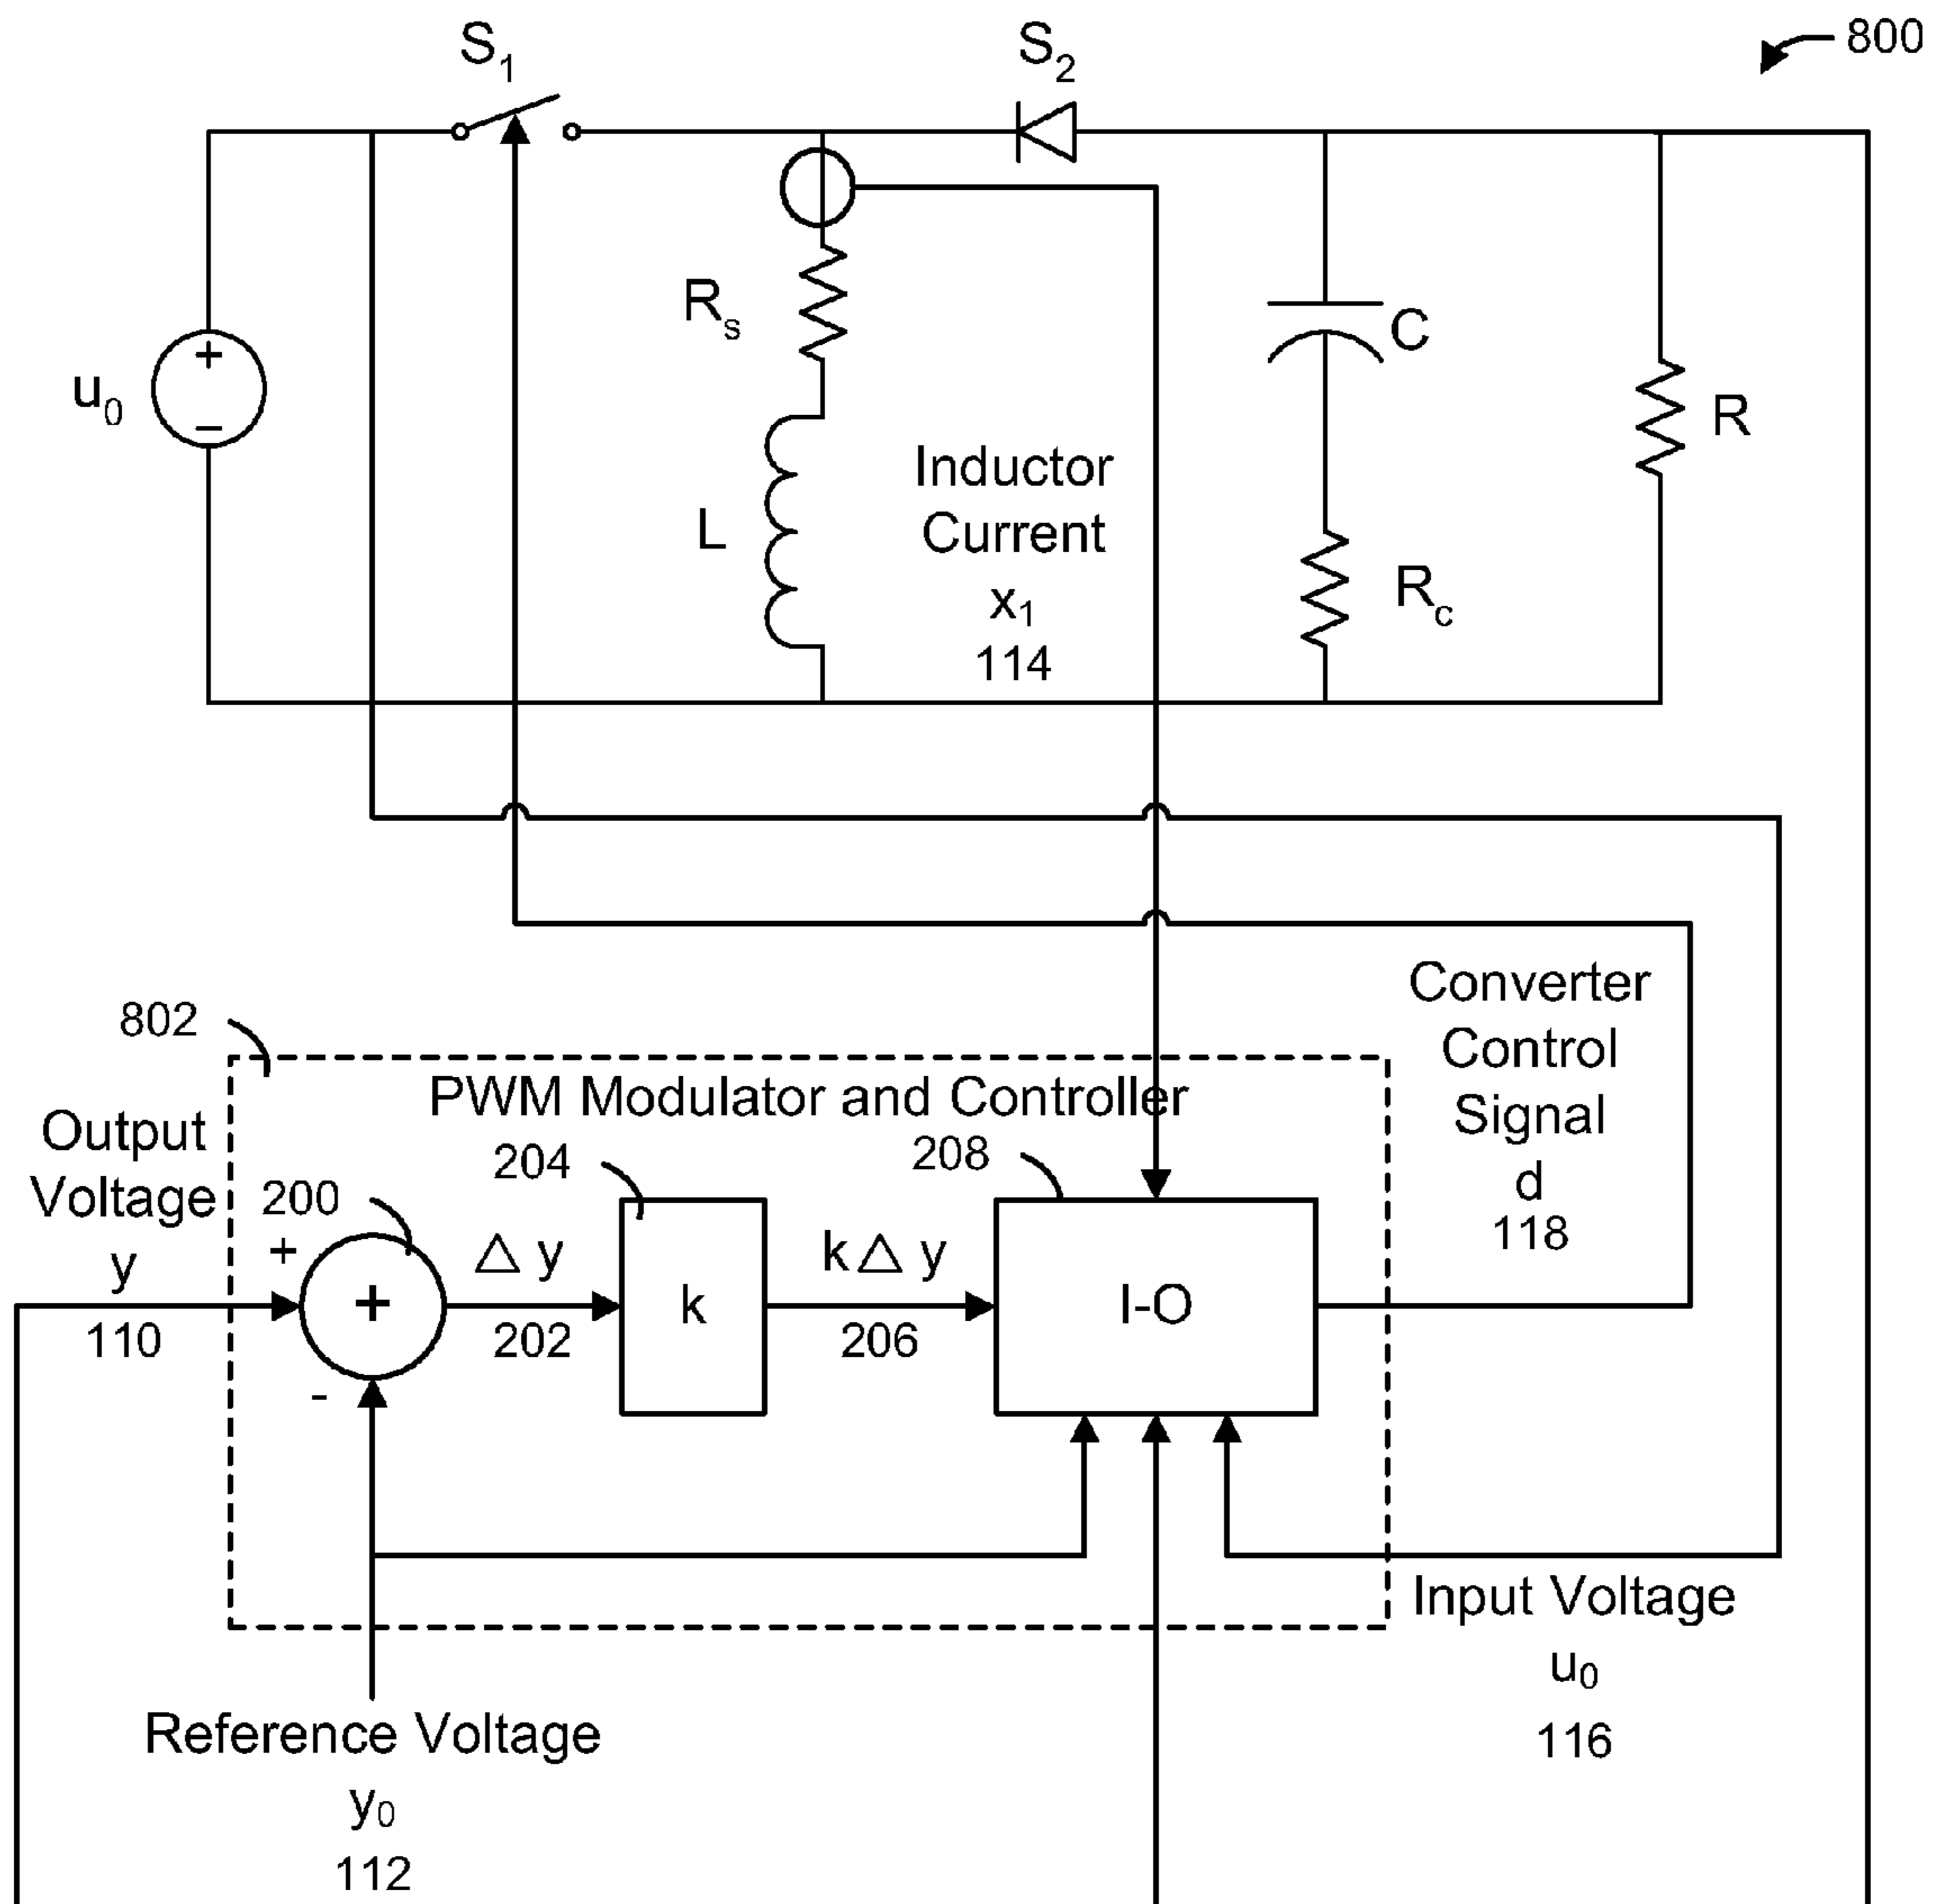 S1
S2
800
+
−
u0
Rs
L
Inductor
Current
x1
114
C
Rc
R
802
PWM Modulator and Controller
Converter
Control
Signal
d
118
Output
Voltage
y
110
200
+
+
-
△ y
202
204
k
k △ y
206
208
I-O
Reference Voltage
y0
112
Input Voltage
u0
116